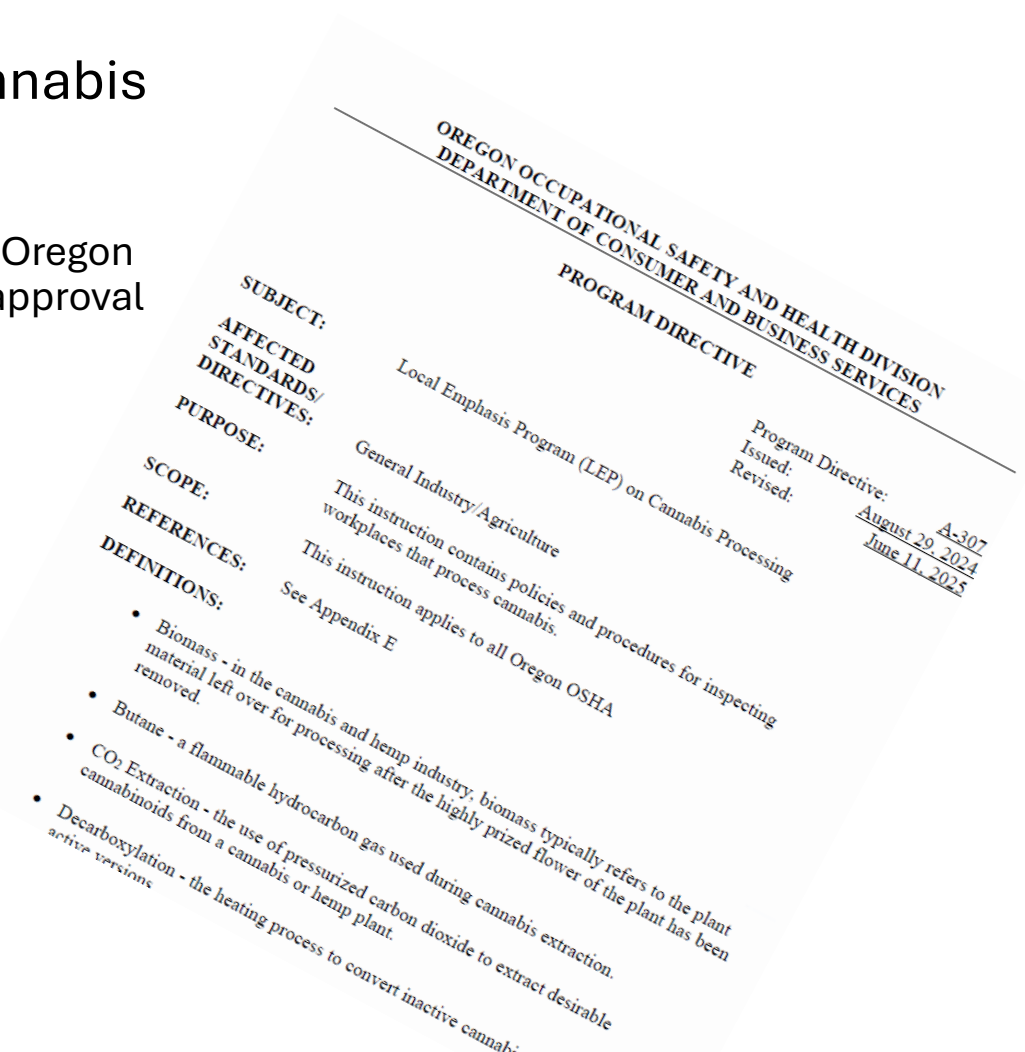 nnabis
Oregon
approval
OREGON OCCUPATIONAL SAFETY AND HEALTH DIVISION
DEPARTMENT OF CONSUMER AND BUSINESS SERVICES
PROGRAM DIRECTIVE
Program Directive: A-307
Issued: August 29, 2024
Revised: June 11, 2025
SUBJECT: Local Emphasis Program (LEP) on Cannabis Processing
AFFECTED
STANDARDS/
DIRECTIVES: General Industry/Agriculture
PURPOSE: This instruction contains policies and procedures for inspecting
workplaces that process cannabis.
SCOPE: This instruction applies to all Oregon OSHA
REFERENCES: See Appendix E
DEFINITIONS:
• Biomass - in the cannabis and hemp industry, biomass typically refers to the plant
material left over for processing after the highly prized flower of the plant has been
removed.
• Butane - a flammable hydrocarbon gas used during cannabis extraction.
• CO₂ Extraction - the use of pressurized carbon dioxide to extract desirable
cannabinoids from a cannabis or hemp plant.
• Decarboxylation - the heating process to convert inactive cannabi
active versions